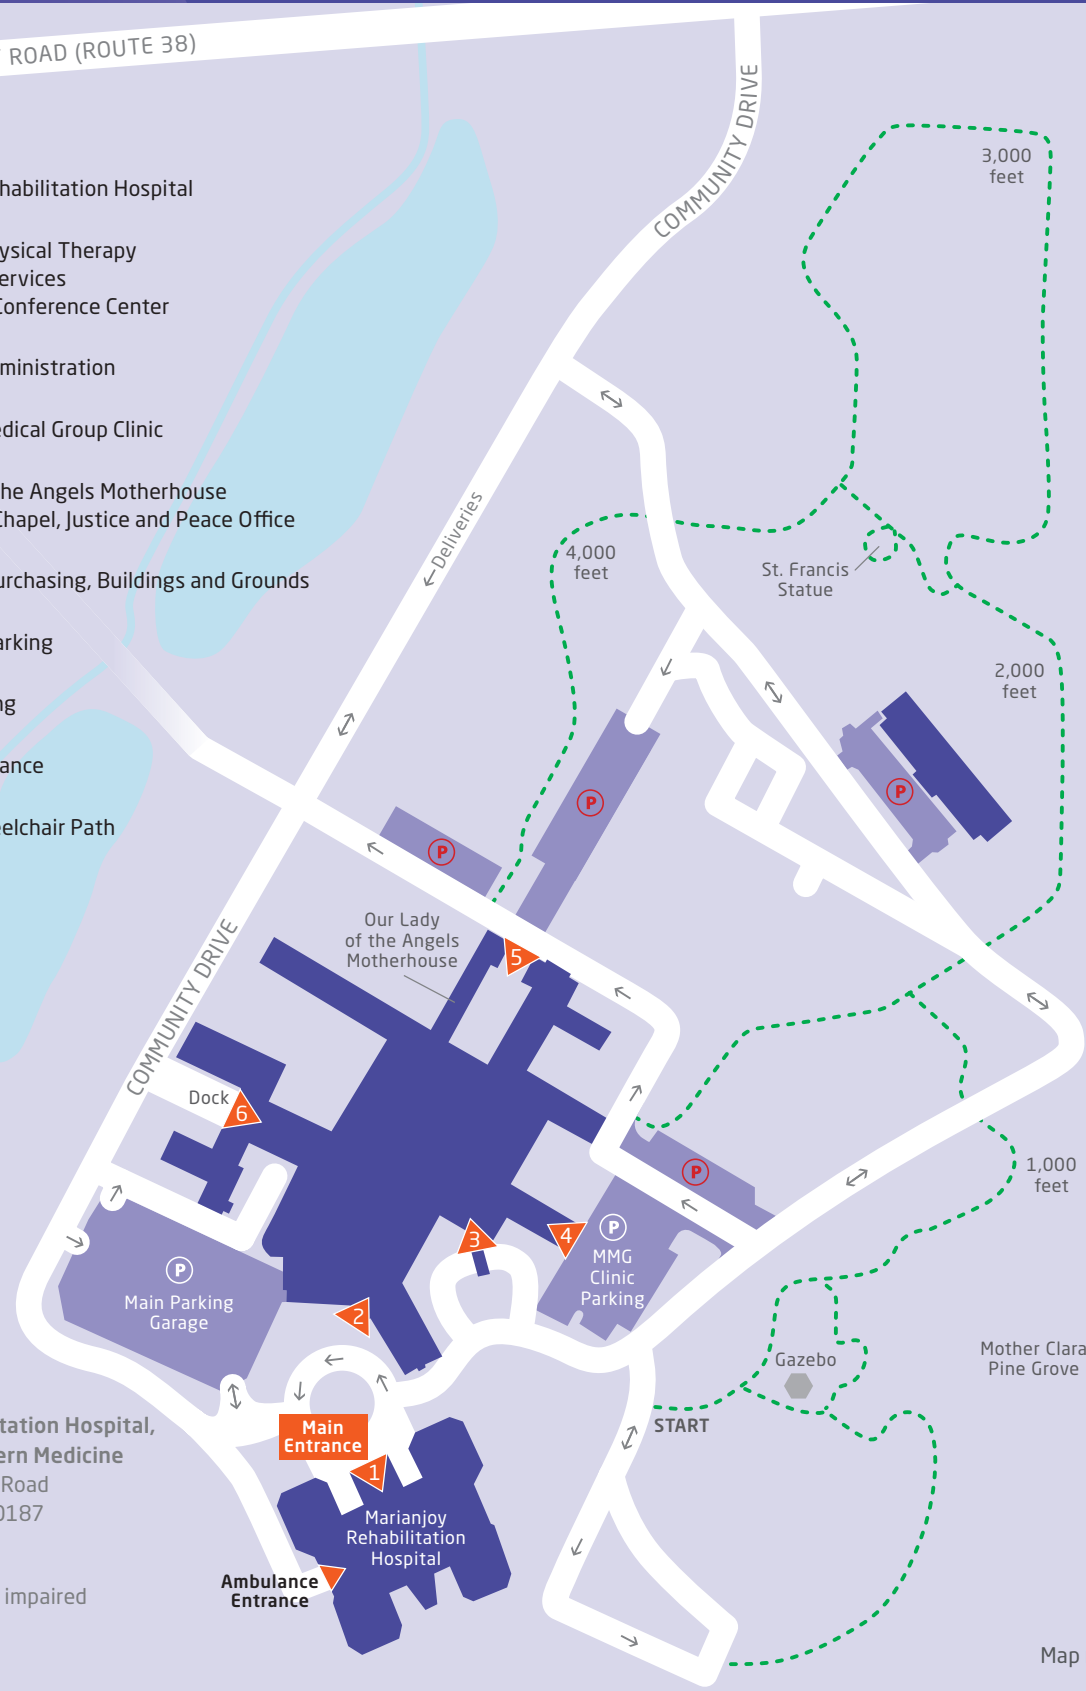 ROAD (ROUTE 38)
COMMUNITY DRIVE
COMMUNITY DRIVE
3,000
feet
habilitation Hospital
ysical Therapy
ervices
Conference Center
ministration
edical Group Clinic
he Angels Motherhouse
Chapel, Justice and Peace Office
urchasing, Buildings and Grounds
arking
ng
ance
elchair Path
Deliveries
4,000
feet
St. Francis
Statue
2,000
feet
P
P
P
Our Lady
of the Angels
Motherhouse
5
COMMUNITY DRIVE
Dock
6
P
1,000
feet
3
4
P
MMG
Clinic
Parking
P
Main Parking
Garage
2
Gazebo
Mother Clara
Pine Grove
START
Main
Entrance
1
Marianjoy
Rehabilitation
Hospital
Ambulance
Entrance
tation Hospital,
ern Medicine
Road
0187
impaired
Map